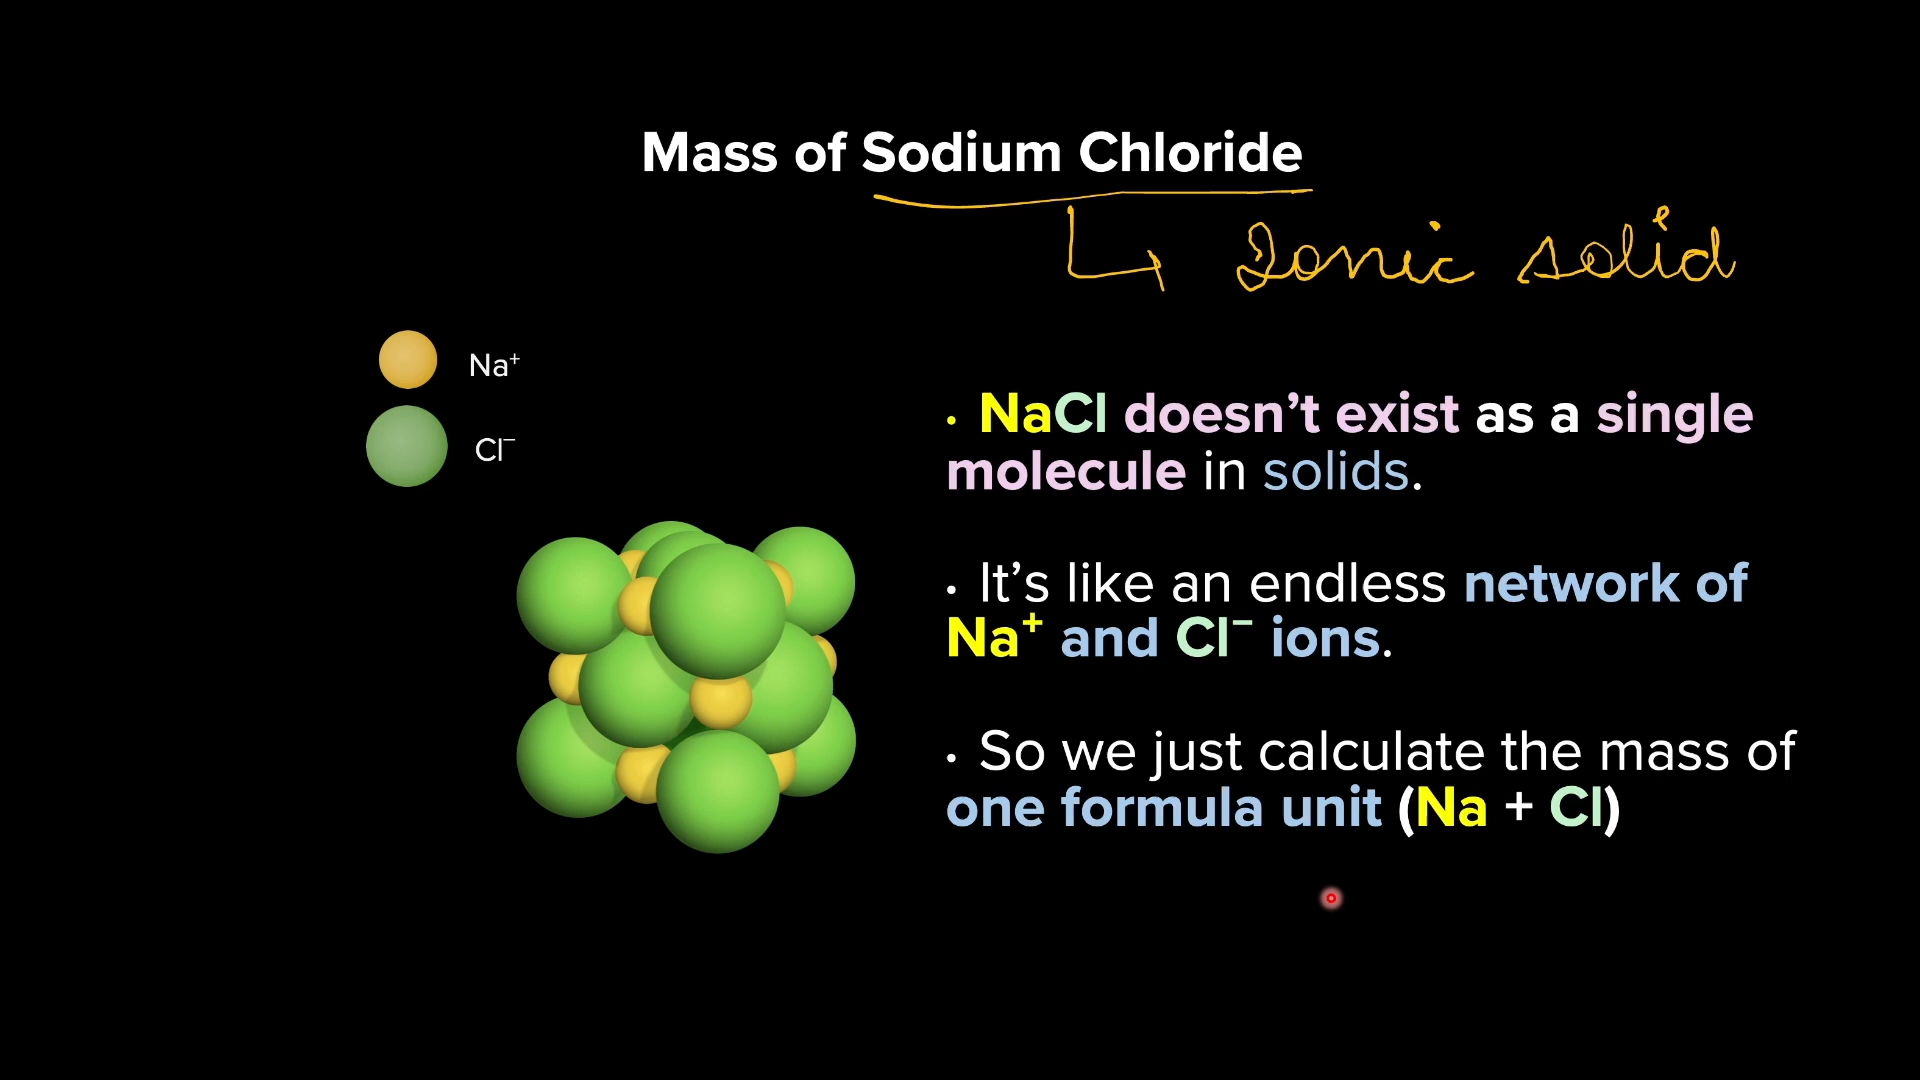 Mass of Sodium Chloride
↳ Ionic solid
Na⁺
Cl⁻
• NaCl doesn’t exist as a single
molecule in solids.
• It’s like an endless network of
Na⁺ and Cl⁻ ions.
• So we just calculate the mass of
one formula unit (Na + Cl)